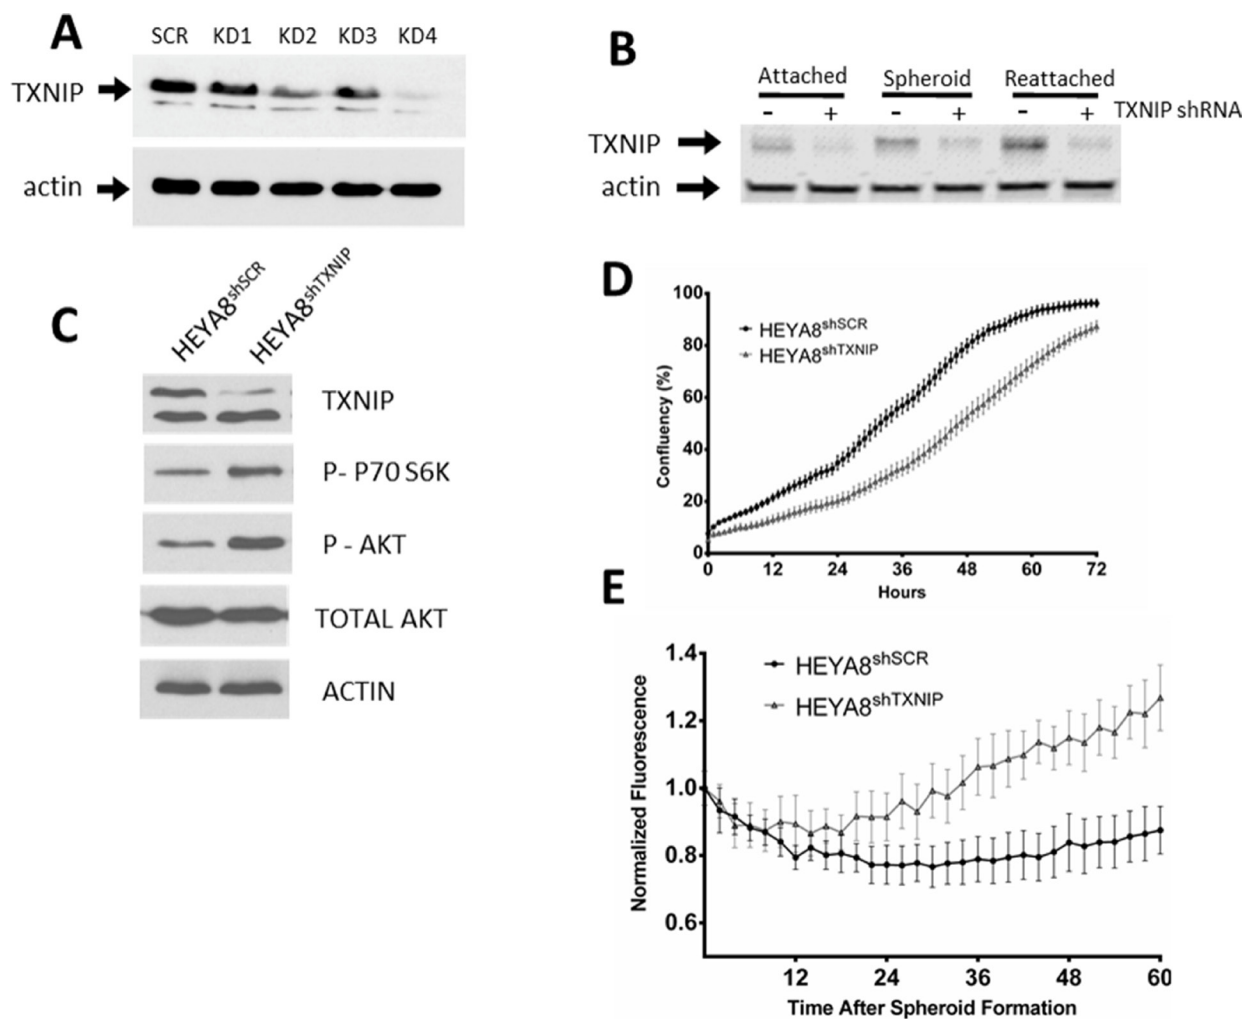 A
SCR KD1 KD2 KD3 KD4
TXNIP
actin
B
Attached Spheroid Reattached
- + - + - + TXNIP shRNA
TXNIP
actin
C
HEYA8shSCR
HEYA8shTXNIP
TXNIP
P- P70 S6K
P - AKT
TOTAL AKT
ACTIN
D
100
80
60
40
20
0
Confluency (%)
HEYA8shSCR
HEYA8shTXNIP
0 12 24 36 48 60 72
Hours
E
1.4
1.2
1.0
0.8
0.6
Normalized Fluorescence
HEYA8shSCR
HEYA8shTXNIP
12 24 36 48 60
Time After Spheroid Formation